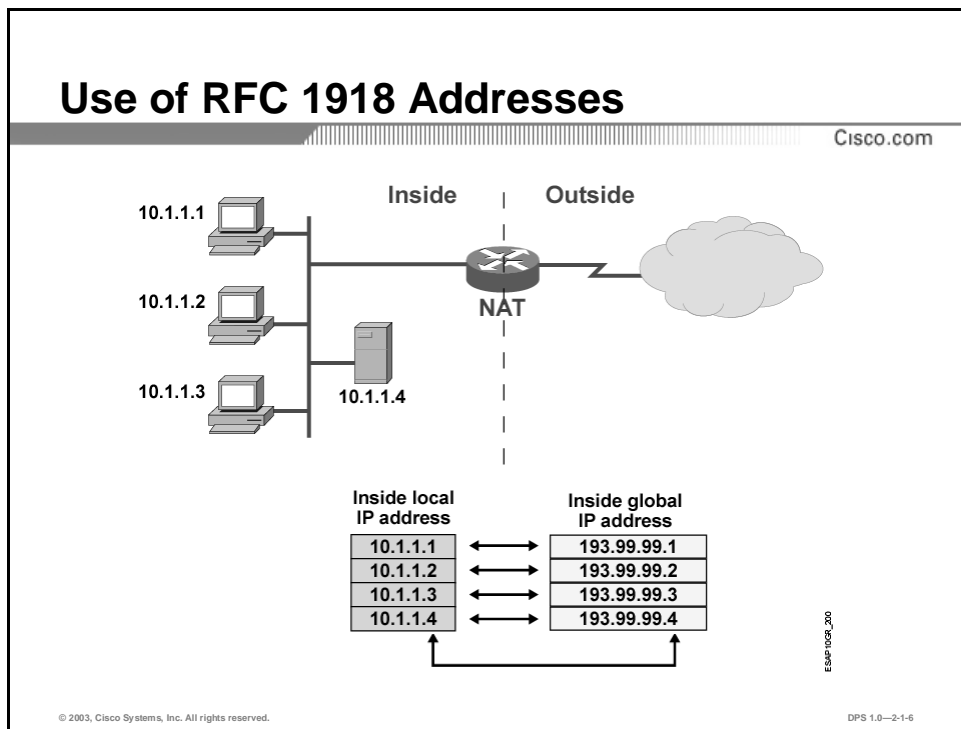 Use of RFC 1918 Addresses
Cisco.com
Inside
Outside
10.1.1.1
10.1.1.2
10.1.1.3
10.1.1.4
NAT
Inside local
IP address
Inside global
IP address
10.1.1.1
193.99.99.1
10.1.1.2
193.99.99.2
10.1.1.3
193.99.99.3
10.1.1.4
193.99.99.4
ESAP10GR_200
© 2003, Cisco Systems, Inc. All rights reserved.
DPS 1.0—2-1-6